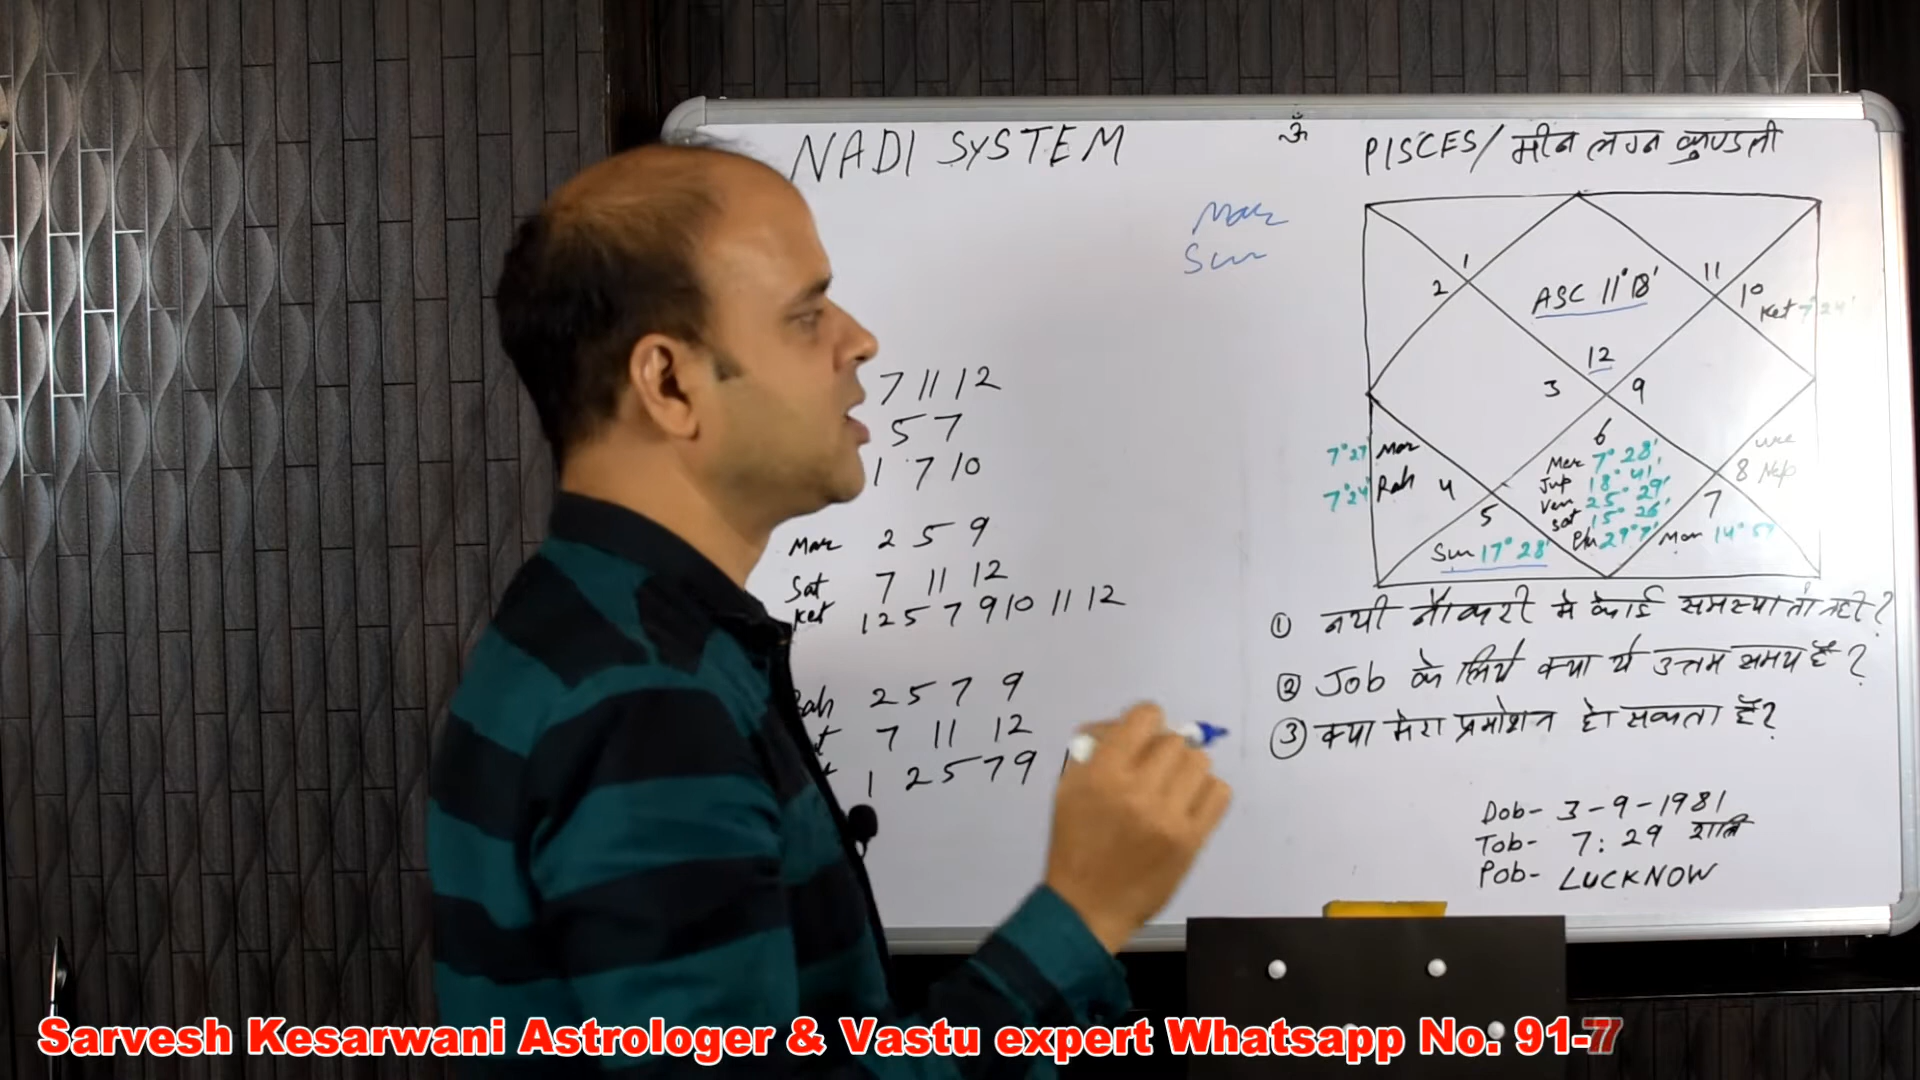 NADI SYSTEM
ॐ
PISCES/ मीन लग्न कुण्डली
Mar
Sun
7 11 12
5 7
1 7 10
Mar 2 5 9
Sat 7 11 12
Ket 1 2 5 7 9 10 11 12
Rah 2 5 7 9
7 11 12
1 2 5 7 9
1
2
ASC 11° 18'
11
10
Ket 7° 24'
12
3
9
6
7° 27' Mar
7° 24' Rah
4
5
Sun 17° 28'
Mer 7° 28'
Jup 18° 41'
Ven 25° 29'
Sat 15° 26'
Plu 29° 7'
8 Nep
7
Mon 14°
① नयी नौकरी मे कोई समस्या तो नही?
② Job के लिये क्या ये उत्तम समय है?
③ क्या मेरा प्रमोशन हो सकता है?
Dob- 3-9-1981
Tob- 7:29 रात्रि
Pob- LUCKNOW
Sarvesh Kesarwani Astrologer & Vastu expert Whatsapp No. 91-7